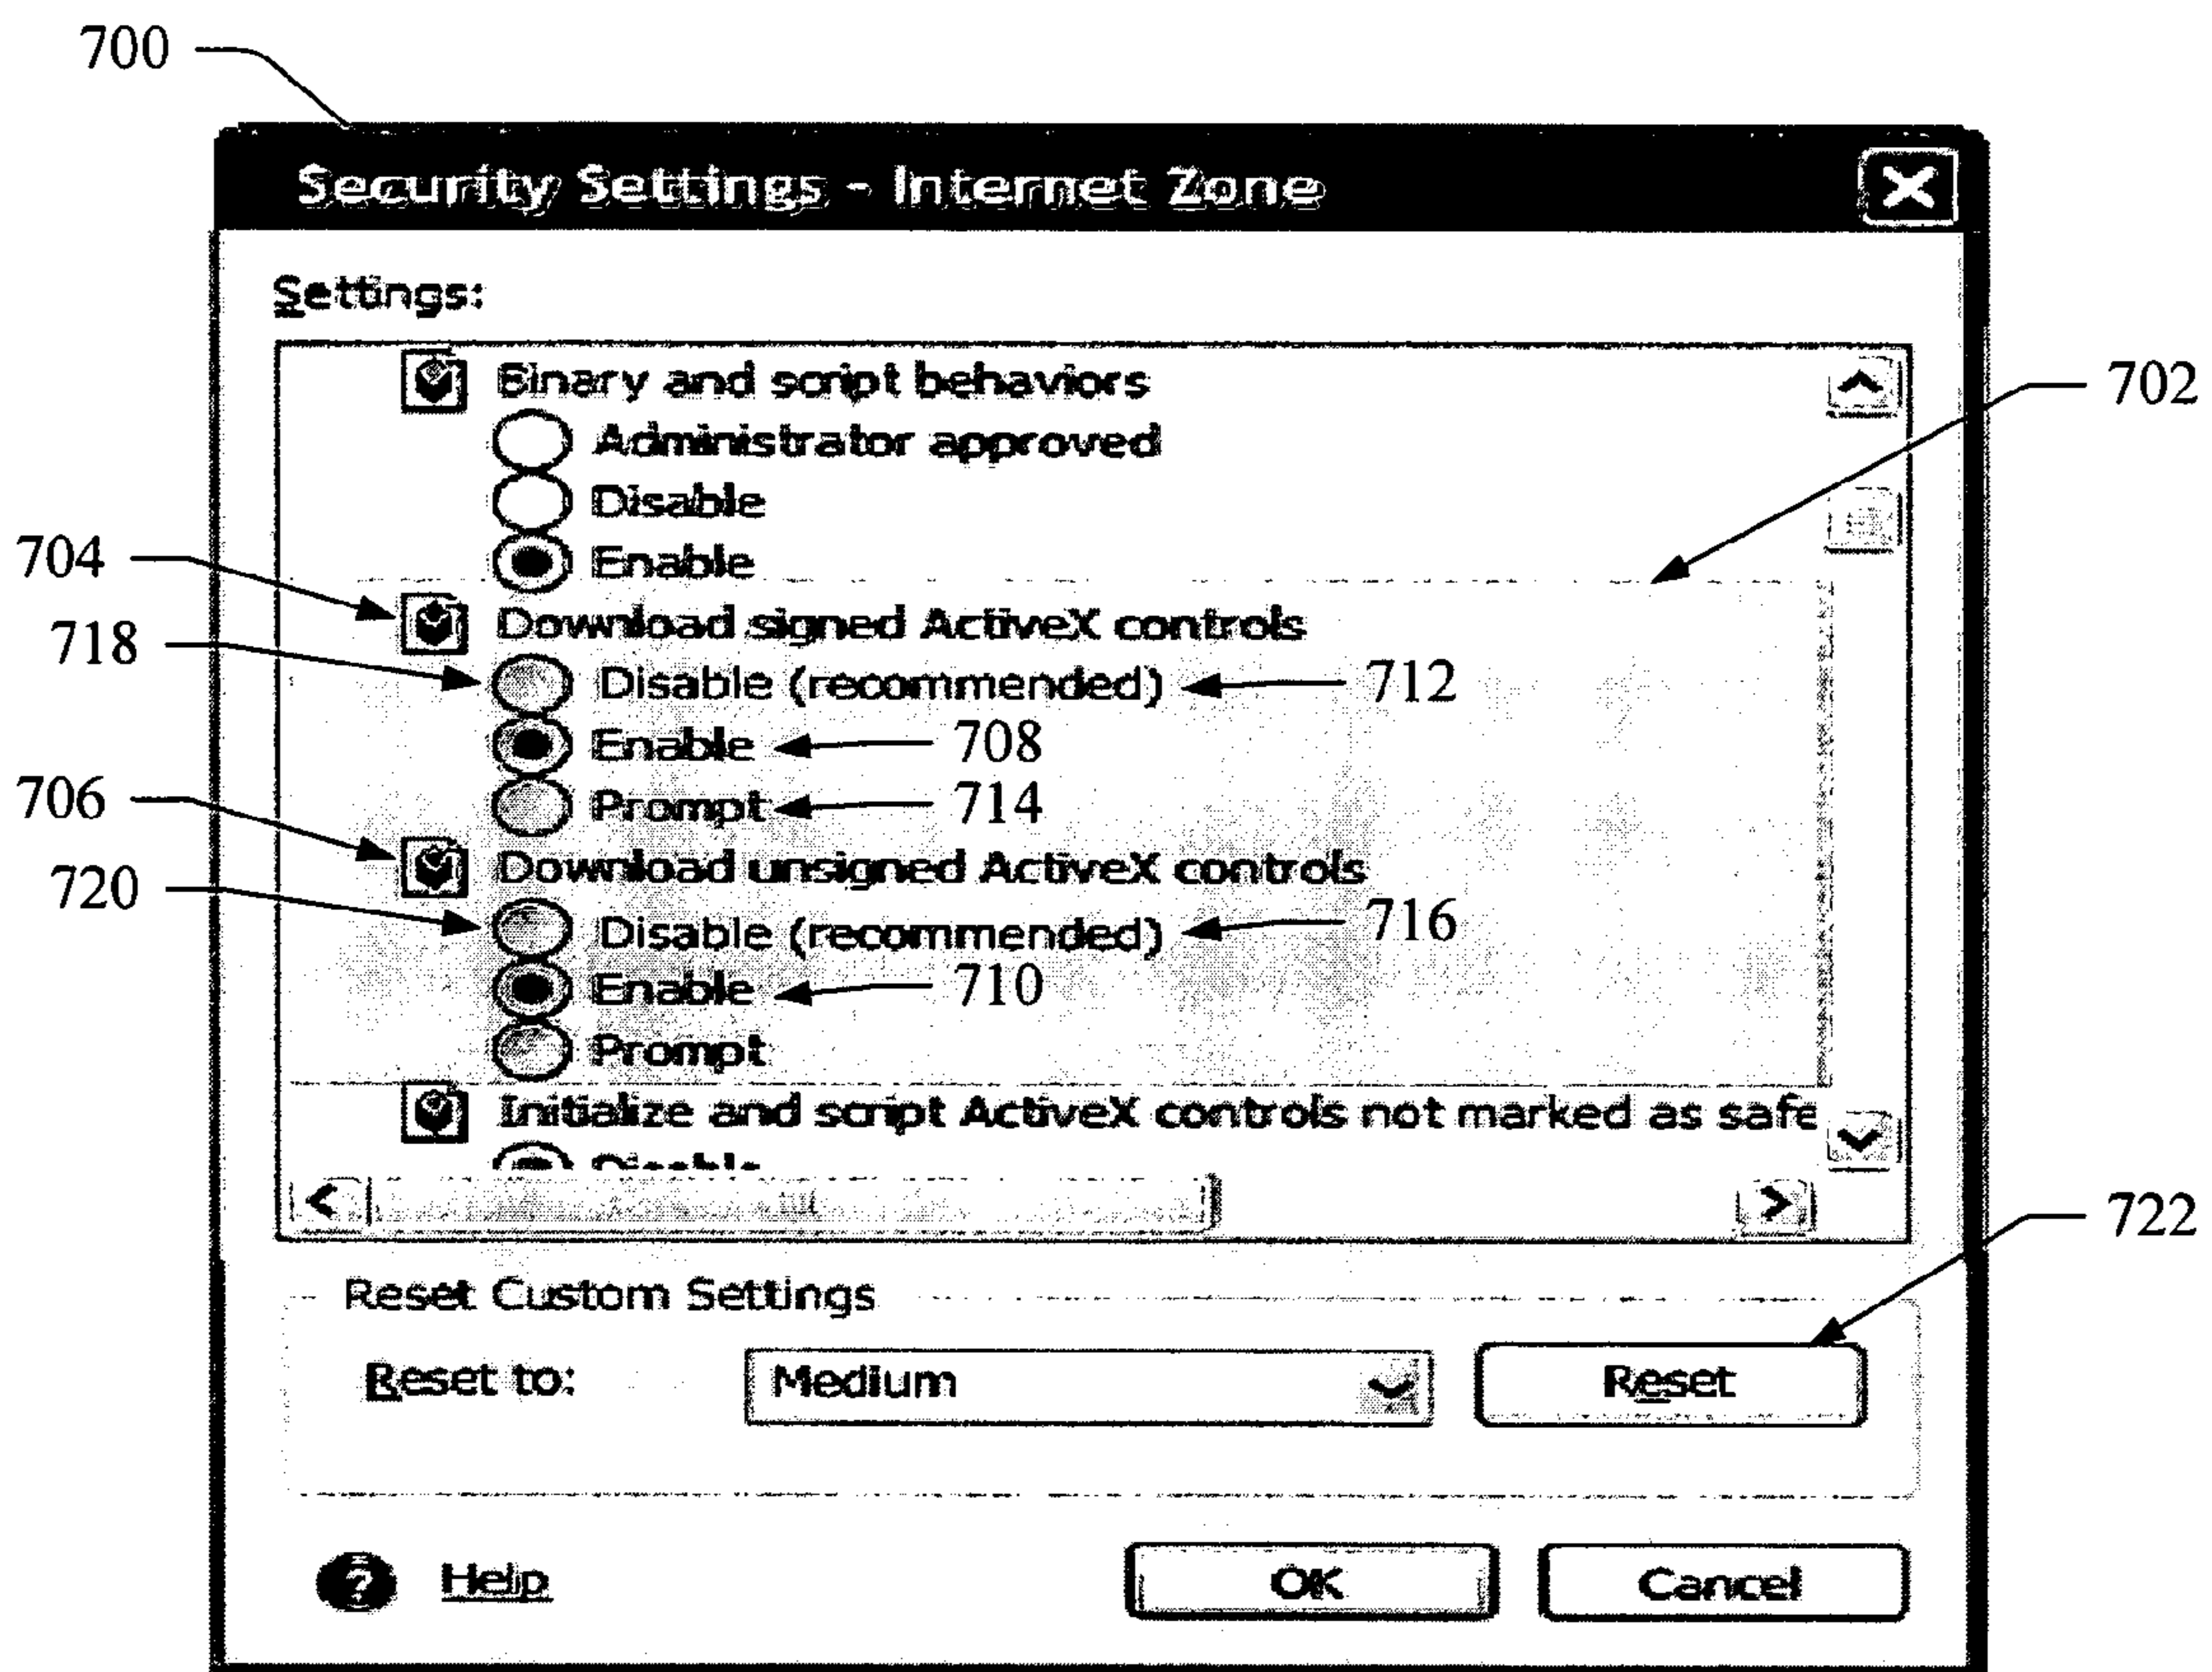 700
Security Settings - Internet Zone
Settings:
Binary and script behaviors
702
Administrator approved
Disable
704
Enable
Download signed ActiveX controls
718
Disable (recommended)
712
Enable
708
706
Prompt
714
Download unsigned ActiveX controls
720
Disable (recommended)
716
Enable
710
Prompt
Initialize and script ActiveX controls not marked as safe
722
Reset Custom Settings
Reset to:
Medium
Reset
Help
OK
Cancel